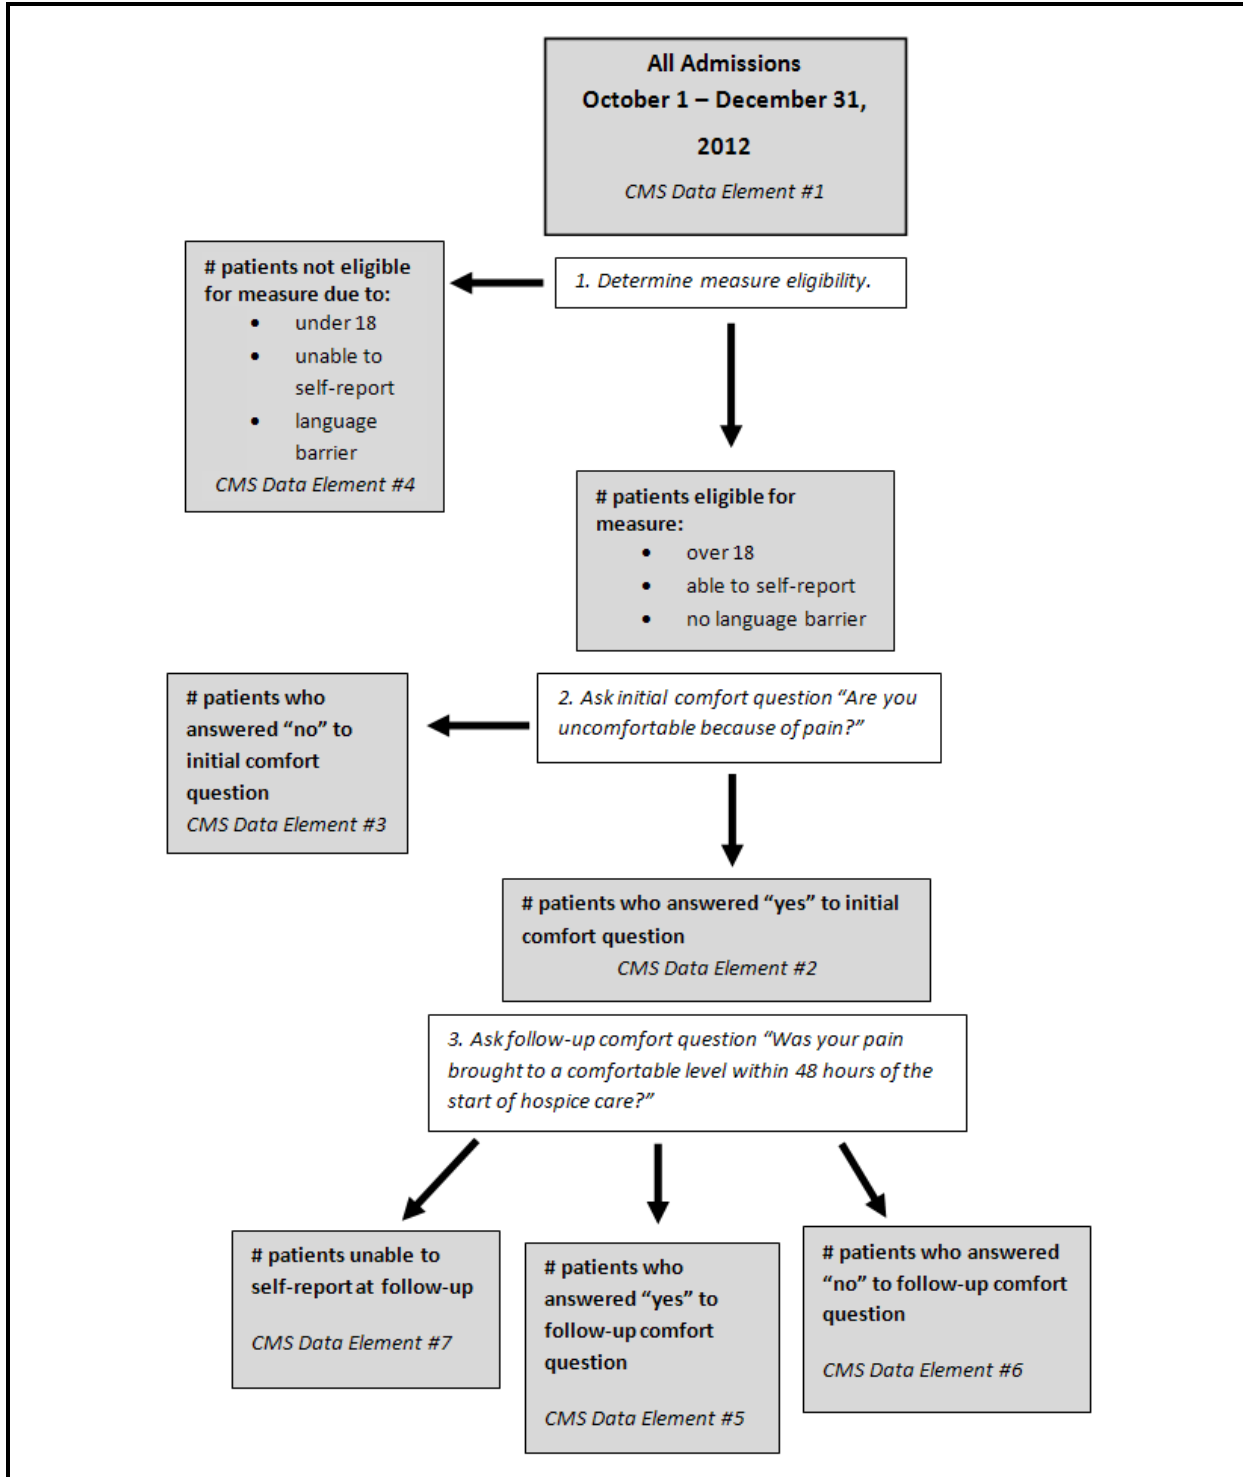 All Admissions
October 1 – December 31,
2012
CMS Data Element #1
1. Determine measure eligibility.
# patients not eligible
for measure due to:
• under 18
• unable to
self-report
• language
barrier
CMS Data Element #4
# patients eligible for
measure:
• over 18
• able to self-report
• no language barrier
2. Ask initial comfort question “Are you
uncomfortable because of pain?”
# patients who
answered “no” to
initial comfort
question
CMS Data Element #3
# patients who answered “yes” to initial
comfort question
CMS Data Element #2
3. Ask follow-up comfort question “Was your pain
brought to a comfortable level within 48 hours of the
start of hospice care?”
# patients unable to
self-report at follow-up
CMS Data Element #7
# patients who
answered “yes” to
follow-up comfort
question
CMS Data Element #5
# patients who answered
“no” to follow-up comfort
question
CMS Data Element #6